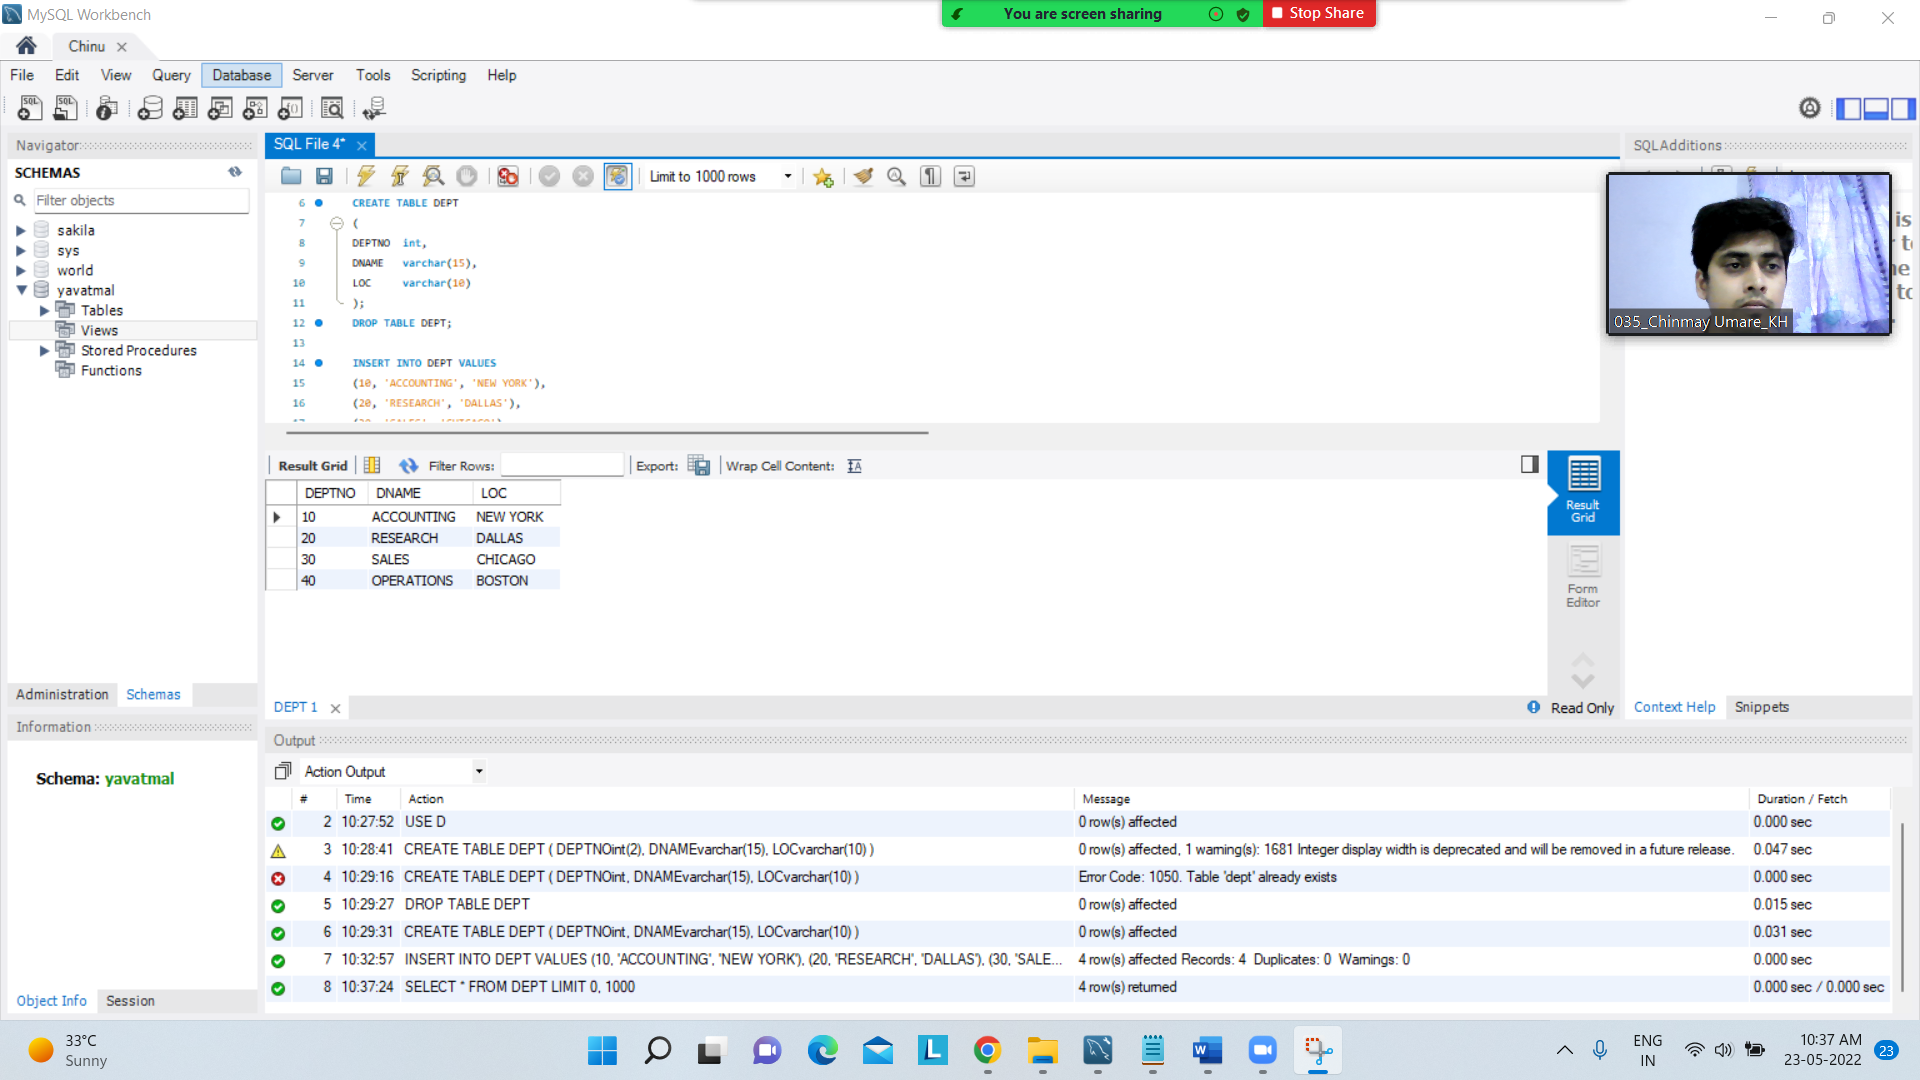 MySQL Workbench
You are screen sharing
Stop Share
Chinu
File Edit View Query Database Server Tools Scripting Help
Navigator
SCHEMAS
Filter objects
sakila
sys
world
yavatmal
Tables
Views
Stored Procedures
Functions
Administration Schemas
Information
Schema: yavatmal
Object Info Session
SQL File 4*
Limit to 1000 rows
6 CREATE TABLE DEPT
7 (
8 DEPTNO int,
9 DNAME varchar(15),
10 LOC varchar(10)
11 );
12 DROP TABLE DEPT;
13
14 INSERT INTO DEPT VALUES
15 (10, 'ACCOUNTING', 'NEW YORK'),
16 (20, 'RESEARCH', 'DALLAS'),
Result Grid Filter Rows: Export: Wrap Cell Content:
DEPTNO DNAME LOC
10 ACCOUNTING NEW YORK
20 RESEARCH DALLAS
30 SALES CHICAGO
40 OPERATIONS BOSTON
Result
Grid
Form
Editor
DEPT 1
Read Only
SQLAdditions
035_Chinmay Umare_KH
Context Help Snippets
Output
Action Output
# Time Action Message Duration / Fetch
2 10:27:52 USE D 0 row(s) affected 0.000 sec
3 10:28:41 CREATE TABLE DEPT ( DEPTNOint(2), DNAMEvarchar(15), LOCvarchar(10) ) 0 row(s) affected, 1 warning(s): 1681 Integer display width is deprecated and will be removed in a future release. 0.047 sec
4 10:29:16 CREATE TABLE DEPT ( DEPTNOint, DNAMEvarchar(15), LOCvarchar(10) ) Error Code: 1050. Table 'dept' already exists 0.000 sec
5 10:29:27 DROP TABLE DEPT 0 row(s) affected 0.015 sec
6 10:29:31 CREATE TABLE DEPT ( DEPTNOint, DNAMEvarchar(15), LOCvarchar(10) ) 0 row(s) affected 0.031 sec
7 10:32:57 INSERT INTO DEPT VALUES (10, 'ACCOUNTING', 'NEW YORK'), (20, 'RESEARCH', 'DALLAS'), (30, 'SALE... 4 row(s) affected Records: 4 Duplicates: 0 Warnings: 0 0.000 sec
8 10:37:24 SELECT * FROM DEPT LIMIT 0, 1000 4 row(s) returned 0.000 sec / 0.000 sec
33°C
Sunny
ENG
IN
10:37 AM
23-05-2022
23